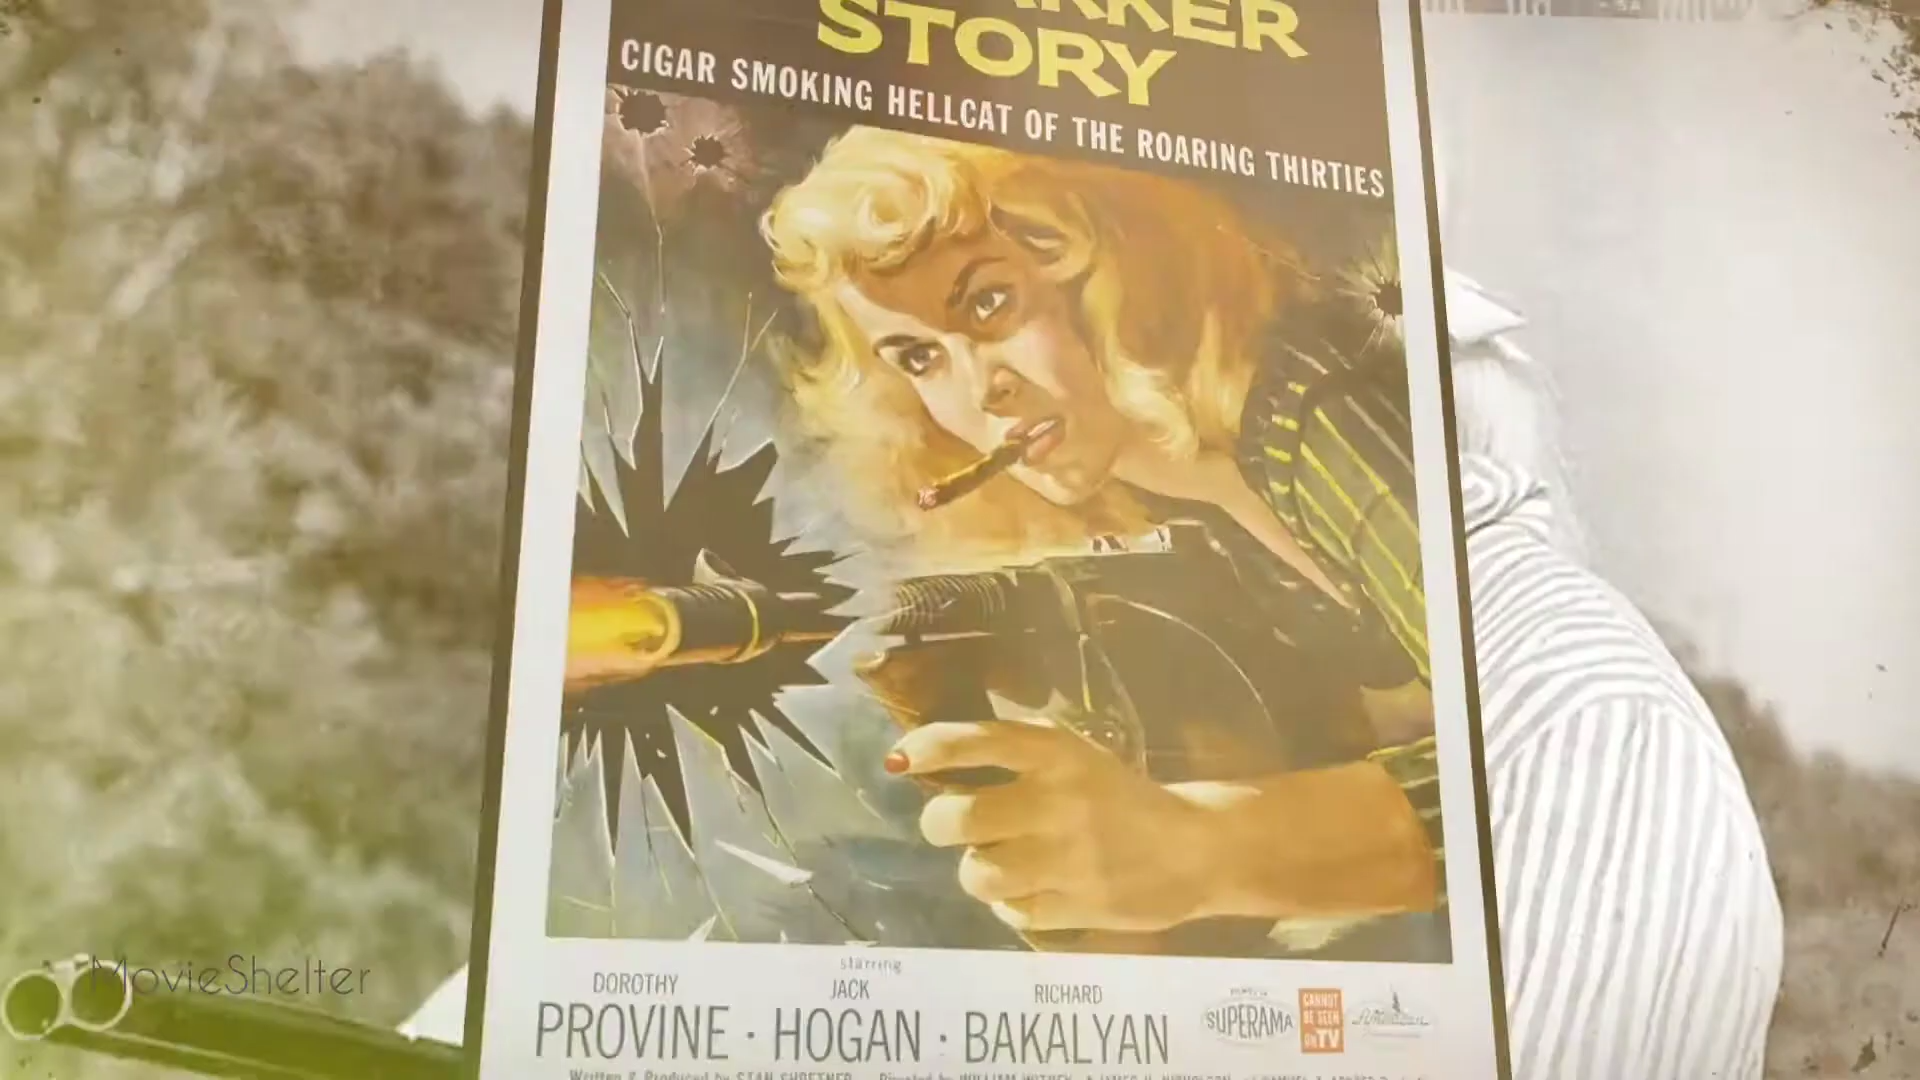 STORY
CIGAR SMOKING HELLCAT OF THE ROARING THIRTIES
starring
DOROTHY PROVINE · JACK HOGAN · RICHARD BAKALYAN
SUPERAMA
CANNOT BE SEEN ON TV
American
MovieShelter